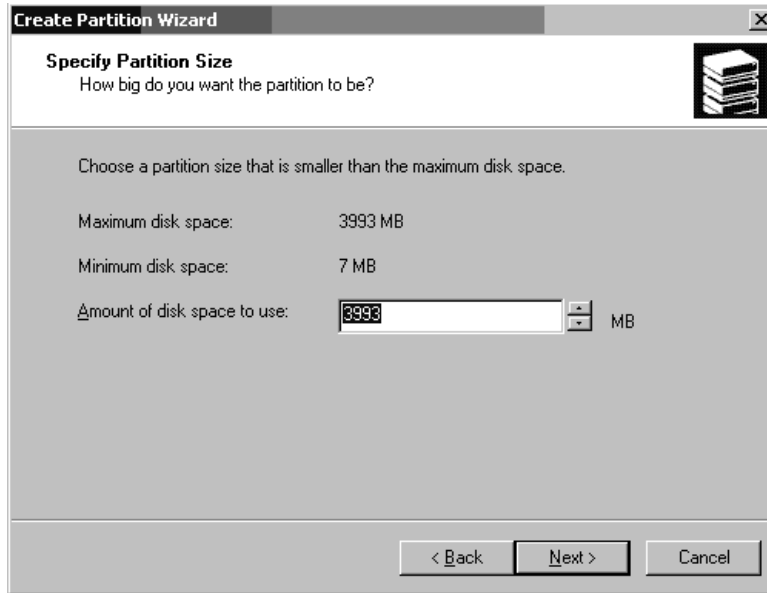 Create Partition Wizard
Specify Partition Size
How big do you want the partition to be?
Choose a partition size that is smaller than the maximum disk space.
Maximum disk space: 3993 MB
Minimum disk space: 7 MB
Amount of disk space to use: 3993 MB
< Back Next > Cancel